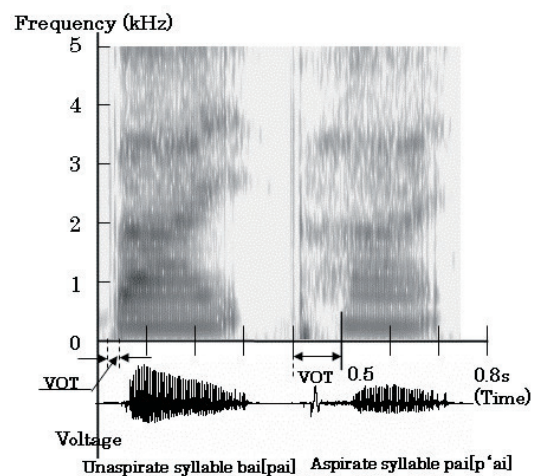 Frequency (kHz)
5
4
3
2
1
0
VOT
VOT
0.5
0.8s
(Time)
Voltage
Unaspirate syllable bai[pai]
Aspirate syllable pai[p‘ai]